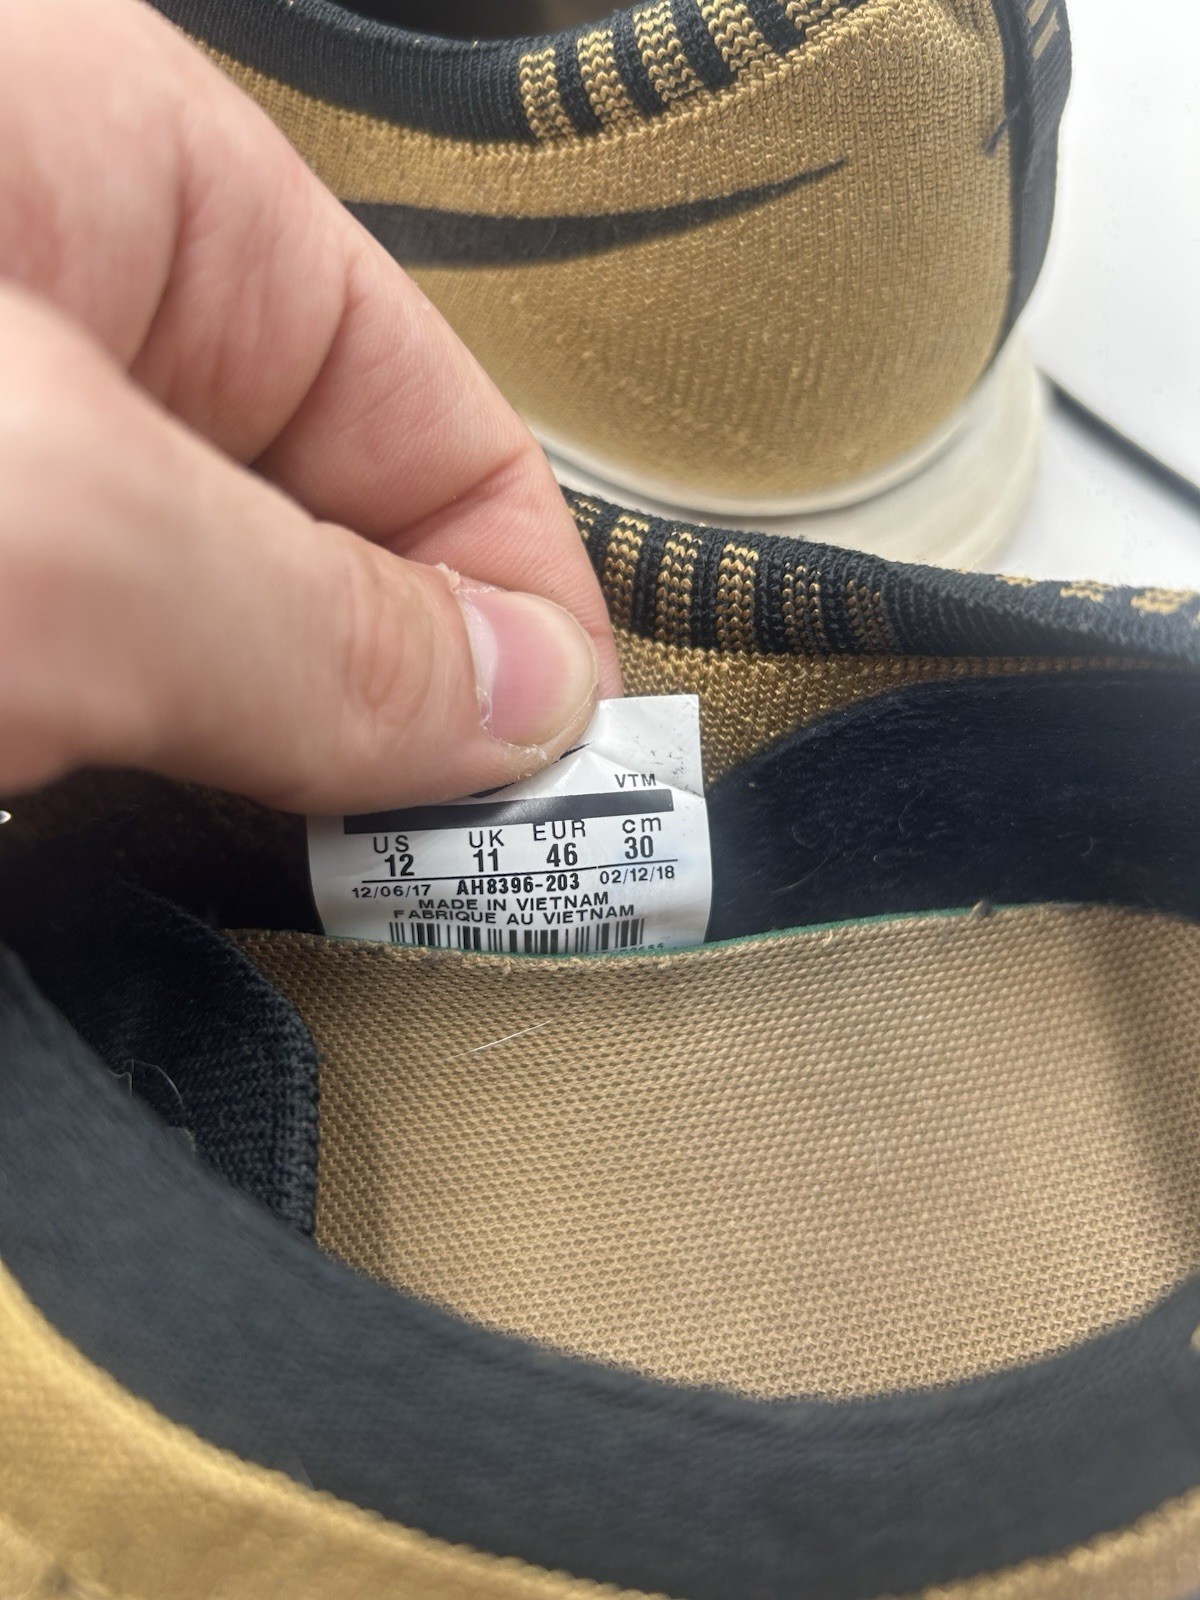 VTM
US UK EUR cm
12 11 46 30
12/06/17 AH8396-203 02/12/18
MADE IN VIETNAM
FABRIQUE AU VIETNAM